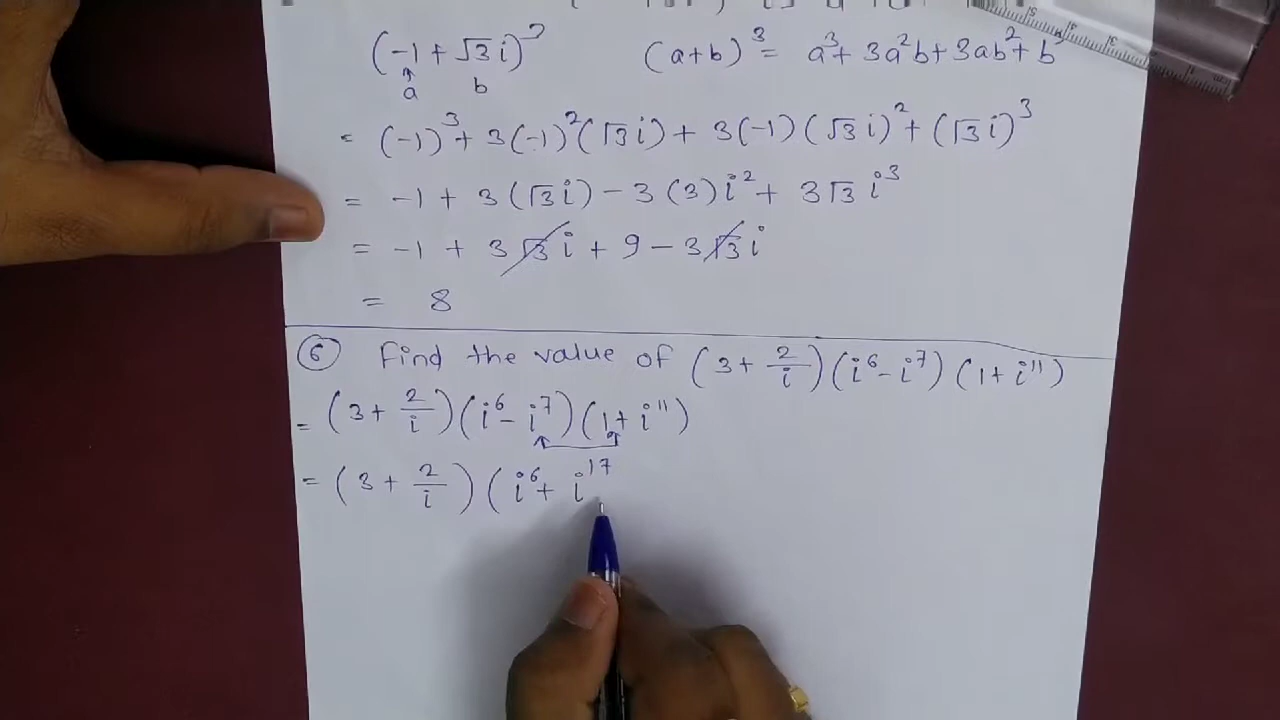 (-1 + √3 i)³ (a+b)³ = a³ + 3a²b + 3ab² + b³
a b
= (-1)³ + 3(-1)²(√3 i) + 3(-1)(√3 i)² + (√3 i)³
= -1 + 3(√3 i) - 3(3)i² + 3√3 i³
= -1 + 3√3 i + 9 - 3√3 i
= 8
⑥ Find the value of (3 + 2/i)(i⁶ - i⁷)(1 + i¹¹)
= (3 + 2/i)(i⁶ - i⁷)(1 + i¹¹)
= (3 + 2/i)(i⁶ + i¹⁷